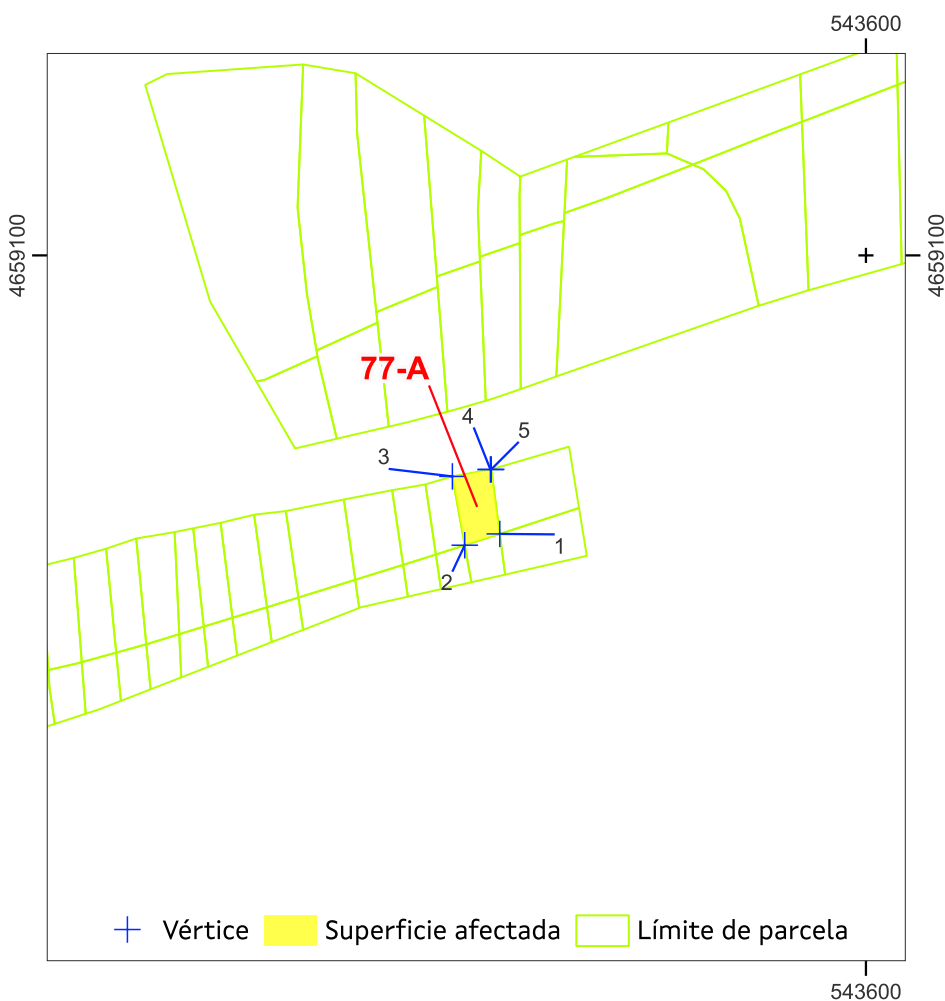 543600
4659100
4659100
77-A
4
5
3
1
2
Vértice
Superficie afectada
Límite de parcela
543600